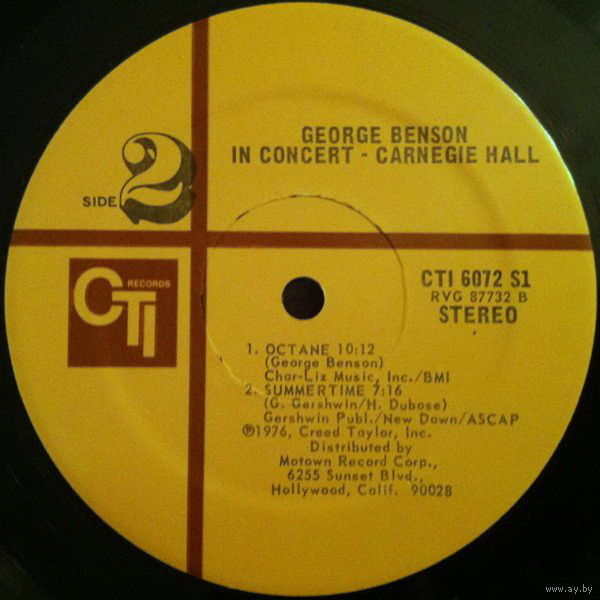 GEORGE BENSON
IN CONCERT - CARNEGIE HALL
SIDE 2
CTI RECORDS
CTI 6072 S1
RVG 87732 B
STEREO
1. OCTANE 10:12
(George Benson)
Char-Liz Music, Inc./BMI
2. SUMMERTIME 7:16
(G. Gershwin/H. Dubose)
Gershwin Publ./New Dawn/ASCAP
℗1976, Creed Taylor, Inc.
Distributed by
Motown Record Corp.,
6255 Sunset Blvd.,
Hollywood, Calif. 90028
www.ay.by